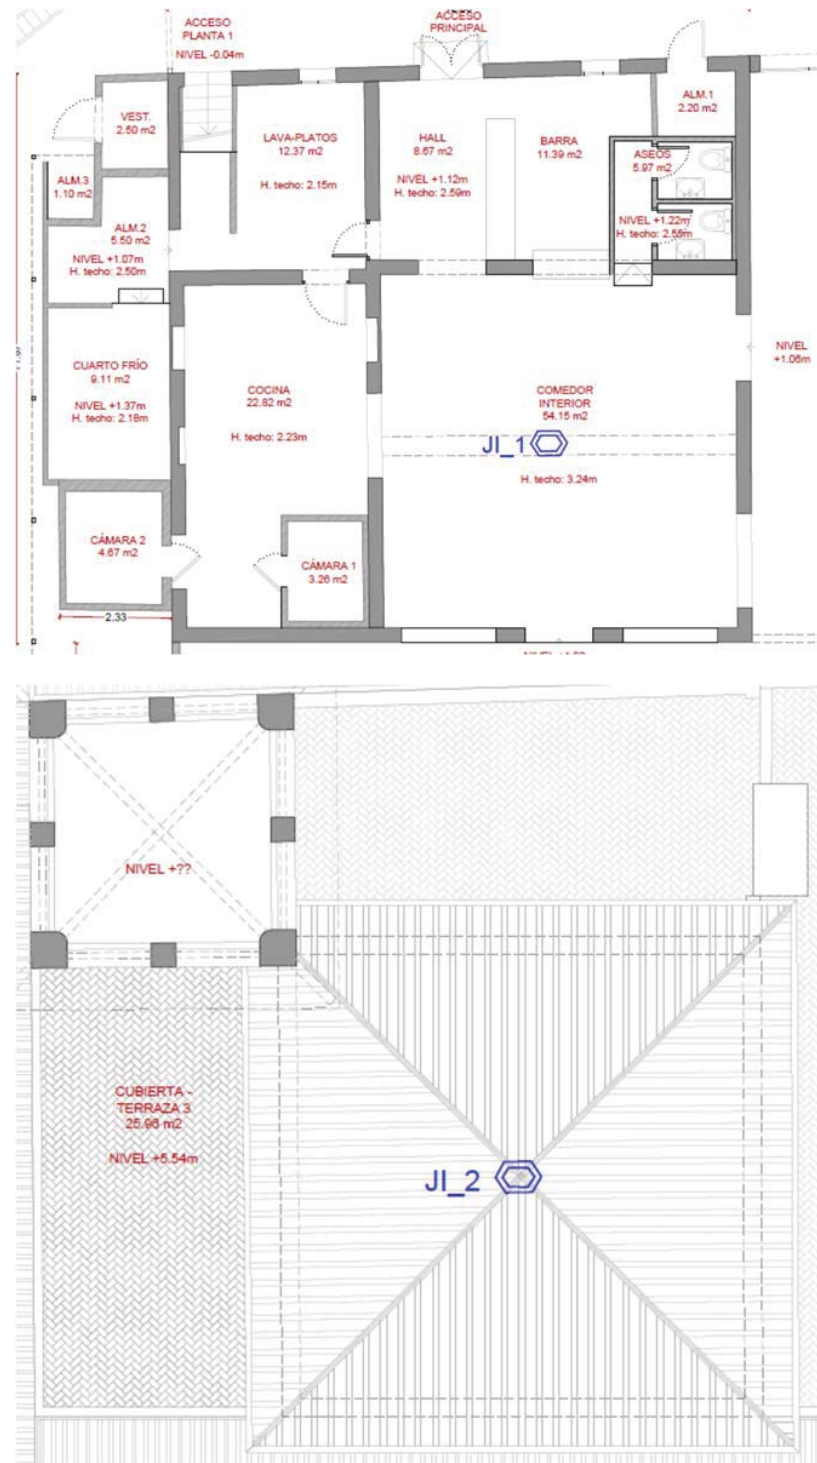 ACCESO
PLANTA 1
NIVEL -0.04m
ACCESO
PRINCIPAL
VEST.
2.50 m2
ALM.1
2.20 m2
LAVA-PLATOS
12.37 m2
H. techo: 2.15m
HALL
8.67 m2
NIVEL +1.12m
H. techo: 2.59m
BARRA
11.39 m2
ASEOS
5.97 m2
NIVEL +1.22m
H. techo: 2.55m
ALM.3
1.10 m2
ALM.2
5.50 m2
NIVEL +1.07m
H. techo: 2.50m
CUARTO FRÍO
9.11 m2
NIVEL +1.37m
H. techo: 2.18m
COCINA
22.82 m2
H. techo: 2.23m
COMEDOR
INTERIOR
54.15 m2
JI_1
H. techo: 3.24m
NIVEL
+1.06m
CÁMARA 2
4.67 m2
CÁMARA 1
3.26 m2
2.33
NIVEL +??
CUBIERTA -
TERRAZA 3
25.96 m2
NIVEL +5.54m
JI_2